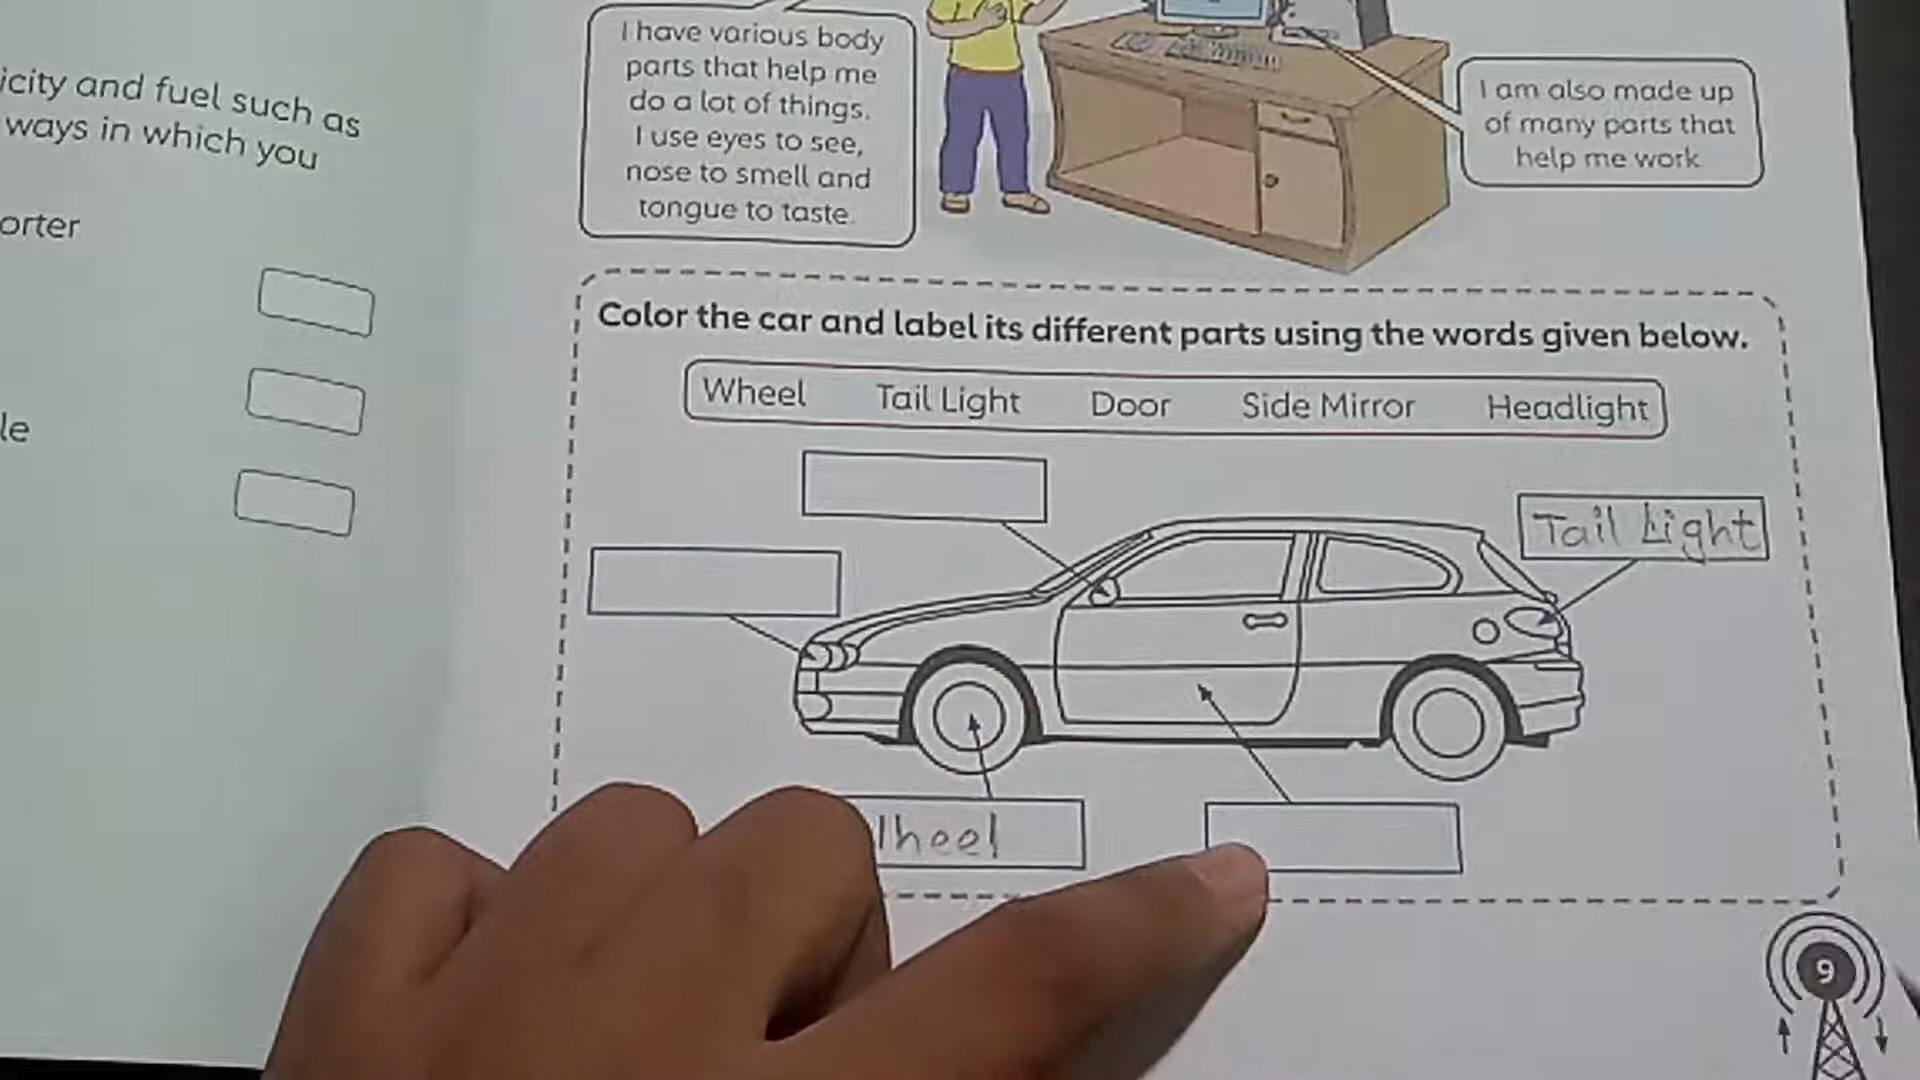 icity and fuel such as
ways in which you
orter
le
I have various body
parts that help me
do a lot of things.
I use eyes to see,
nose to smell and
tongue to taste.
I am also made up
of many parts that
help me work
Color the car and label its different parts using the words given below.
Wheel Tail Light Door Side Mirror Headlight
Tail Light
heel
9